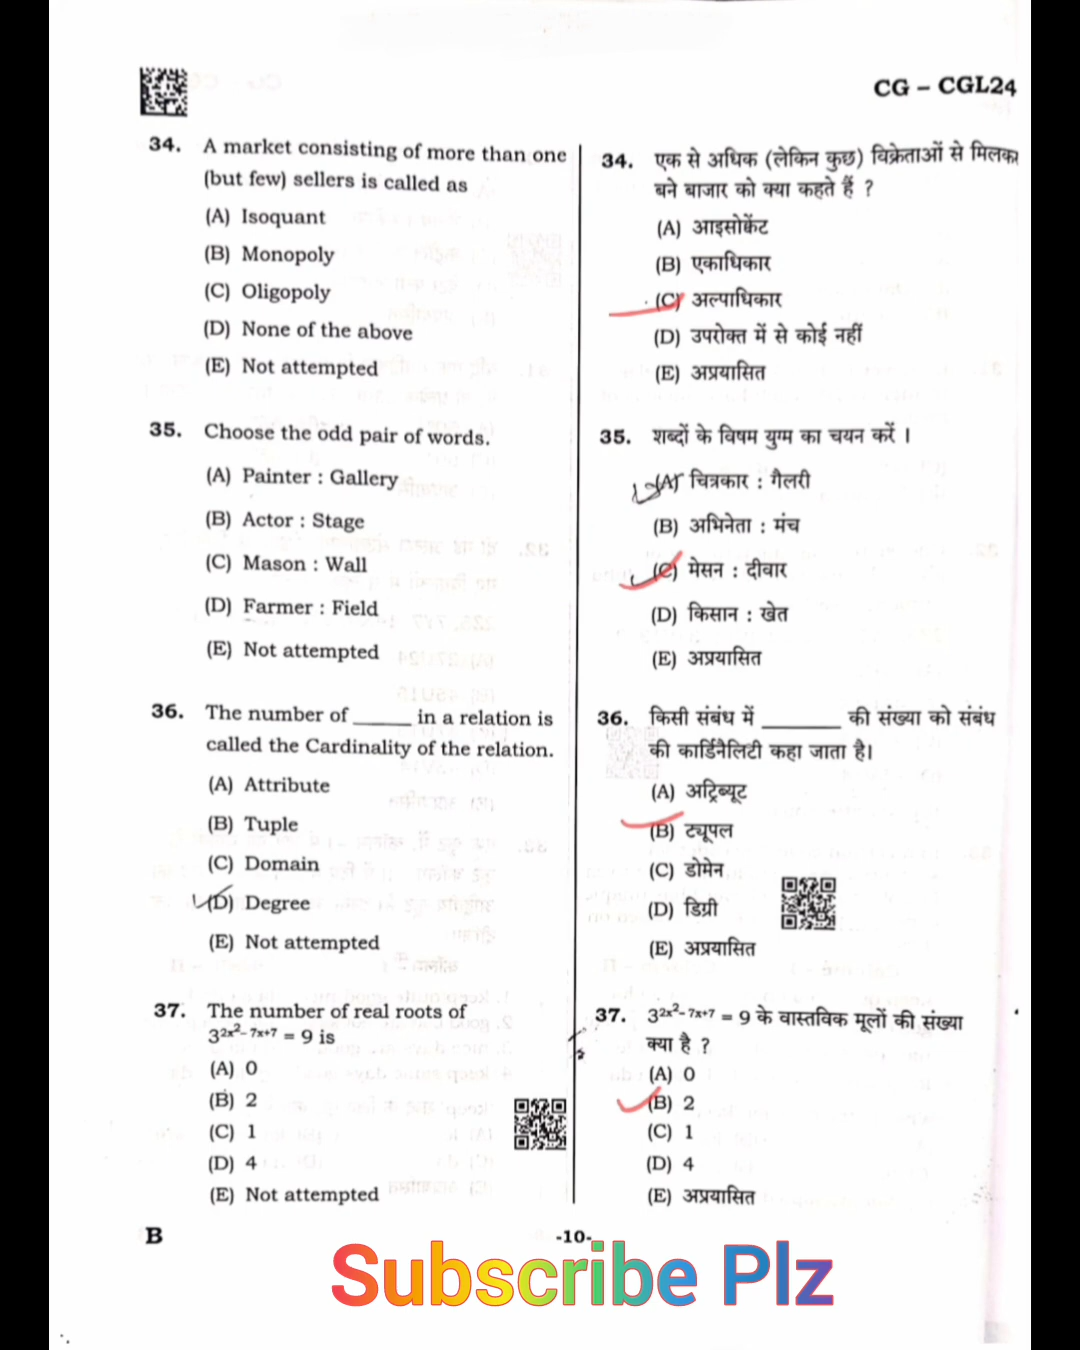 CG – CGL24
34. A market consisting of more than one
(but few) sellers is called as
(A) Isoquant
(B) Monopoly
(C) Oligopoly
(D) None of the above
(E) Not attempted
35. Choose the odd pair of words.
(A) Painter : Gallery
(B) Actor : Stage
(C) Mason : Wall
(D) Farmer : Field
(E) Not attempted
36. The number of ______ in a relation is
called the Cardinality of the relation.
(A) Attribute
(B) Tuple
(C) Domain
(D) Degree
(E) Not attempted
37. The number of real roots of
3^{2x²-7x+7} = 9 is
(A) 0
(B) 2
(C) 1
(D) 4
(E) Not attempted
34. एक से अधिक (लेकिन कुछ) विक्रेताओं से मिलकर
बने बाजार को क्या कहते हैं ?
(A) आइसोक्वेंट
(B) एकाधिकार
(C) अल्पाधिकार
(D) उपरोक्त में से कोई नहीं
(E) अप्रयासित
35. शब्दों के विषम युग्म का चयन करें ।
(A) चित्रकार : गैलरी
(B) अभिनेता : मंच
(C) मेसन : दीवार
(D) किसान : खेत
(E) अप्रयासित
36. किसी संबंध में ________ की संख्या को संबंध
की कार्डिनैलिटी कहा जाता है।
(A) अट्रिब्यूट
(B) ट्यूपल
(C) डोमेन
(D) डिग्री
(E) अप्रयासित
37. 3^{2x²-7x+7} = 9 के वास्तविक मूलों की संख्या
क्या है ?
(A) 0
(B) 2
(C) 1
(D) 4
(E) अप्रयासित
B
-10-
Subscribe Plz